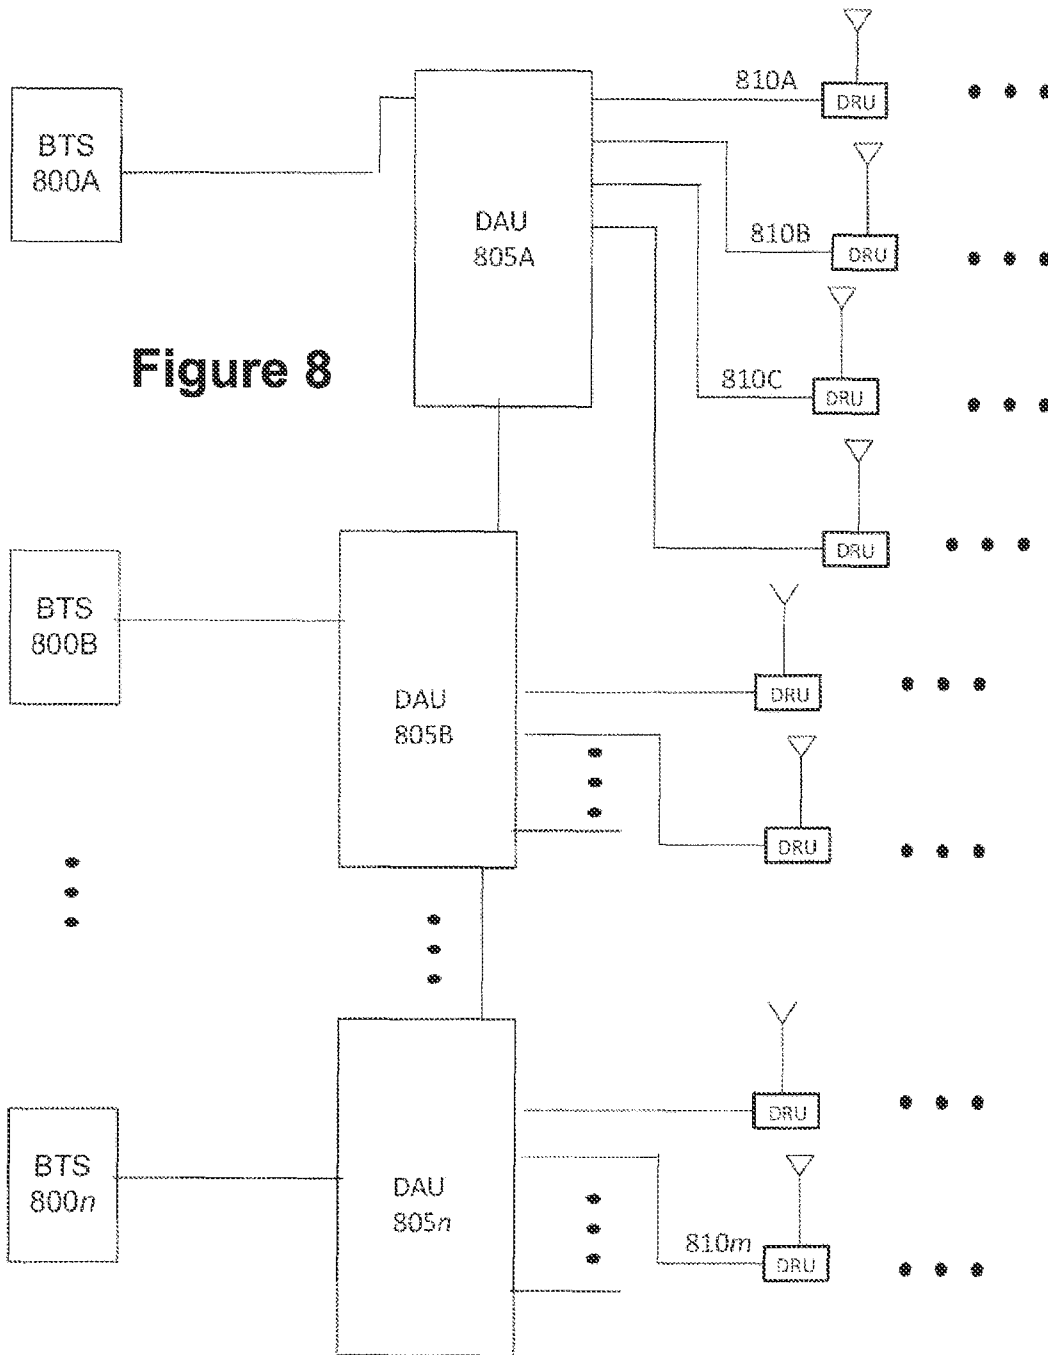 810A
DRU
BTS
800A
DAU
805A
810B
DRU
Figure 8
810C
DRU
DRU
BTS
800B
DAU
805B
DRU
DRU
DRU
BTS
800n
DAU
805n
810m
DRU